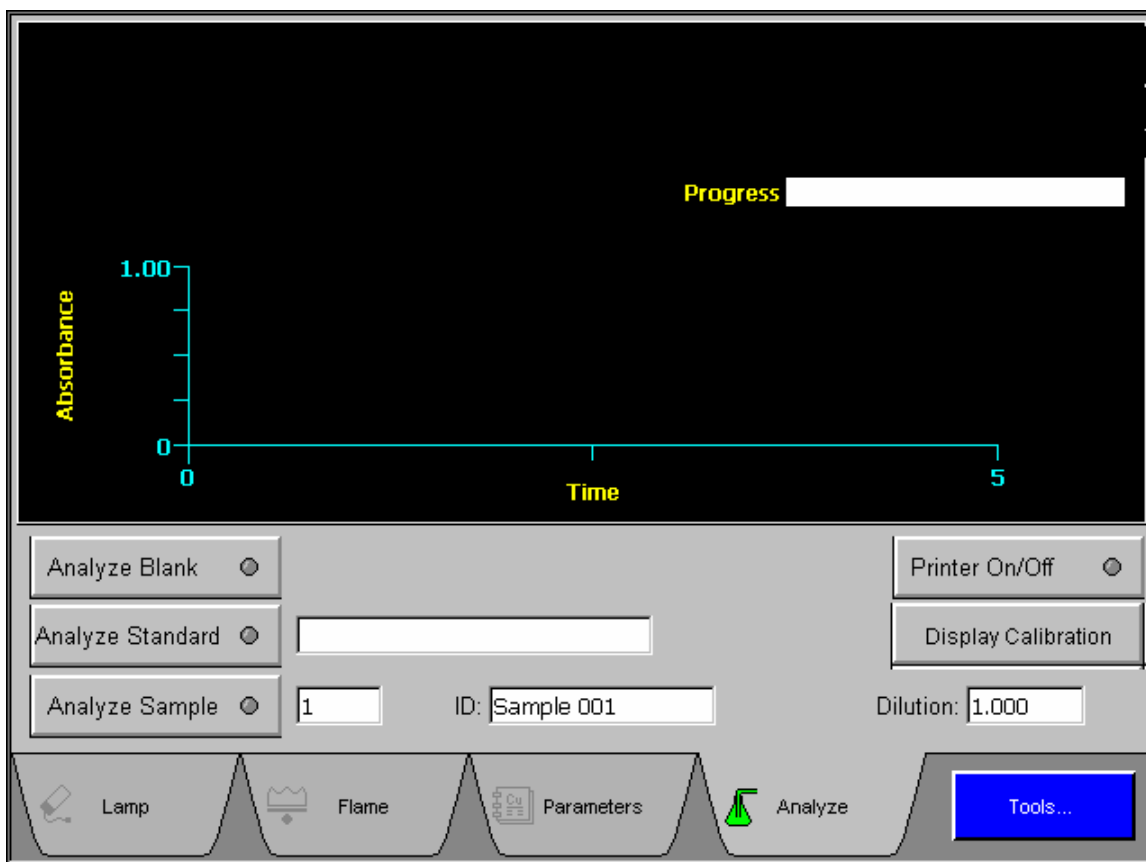 Progress
1.00
Absorbance
0
0
5
Time
Analyze Blank
Printer On/Off
Analyze Standard
Display Calibration
Analyze Sample
1
ID: Sample 001
Dilution: 1.000
Lamp
Flame
Cu
Parameters
Analyze
Tools...